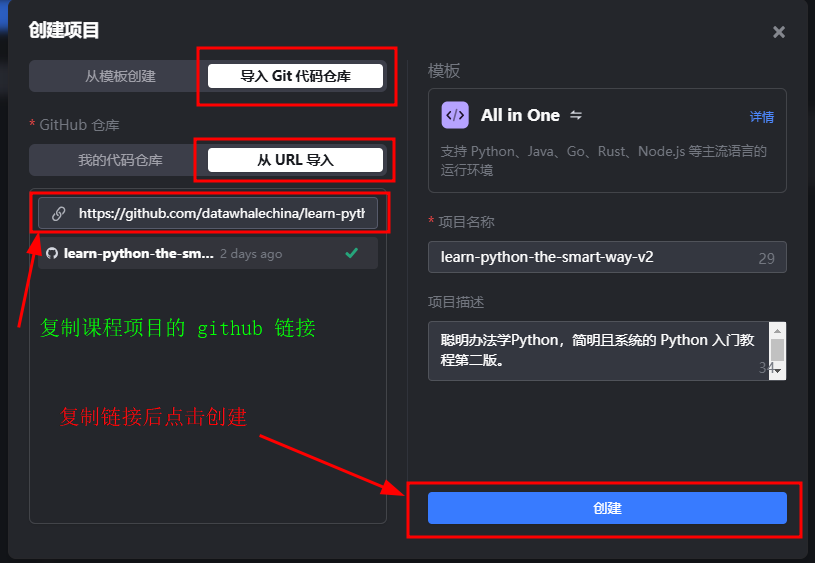 创建项目
从模板创建
导入 Git 代码仓库
* GitHub 仓库
我的代码仓库
从 URL 导入
https://github.com/datawhalechina/learn-pyth
learn-python-the-sm... 2 days ago
复制课程项目的 github 链接
复制链接后点击创建
模板
All in One
详情
支持 Python、Java、Go、Rust、Node.js 等主流语言的
运行环境
* 项目名称
learn-python-the-smart-way-v2
29
项目描述
聪明办法学Python，简明且系统的 Python 入门教
程第二版。
34
创建